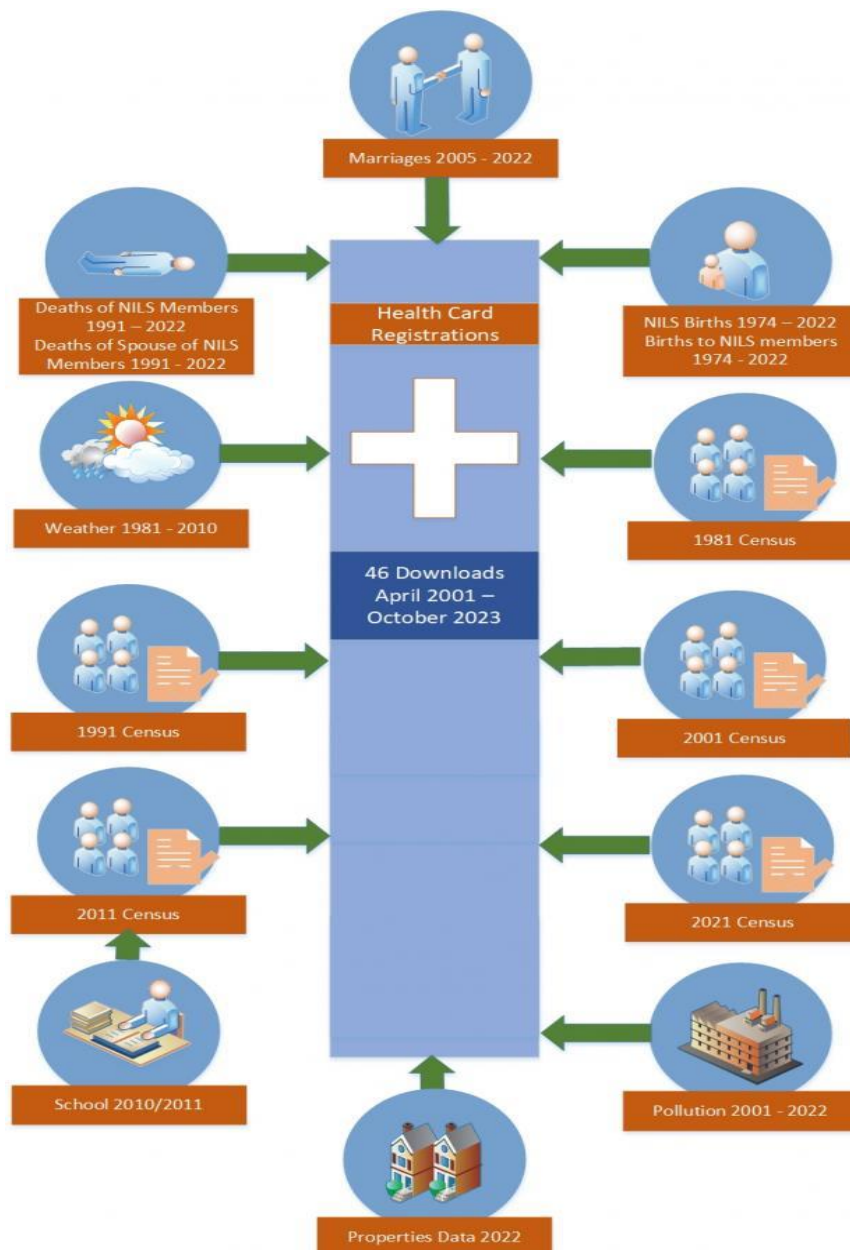 Marriages 2005 - 2022
Deaths of NILS Members
1991 – 2022
Deaths of Spouse of NILS
Members 1991 - 2022
Health Card
Registrations
NILS Births 1974 – 2022
Births to NILS members
1974 - 2022
Weather 1981 - 2010
1981 Census
46 Downloads
April 2001 –
October 2023
1991 Census
2001 Census
2011 Census
2021 Census
School 2010/2011
Pollution 2001 - 2022
Properties Data 2022